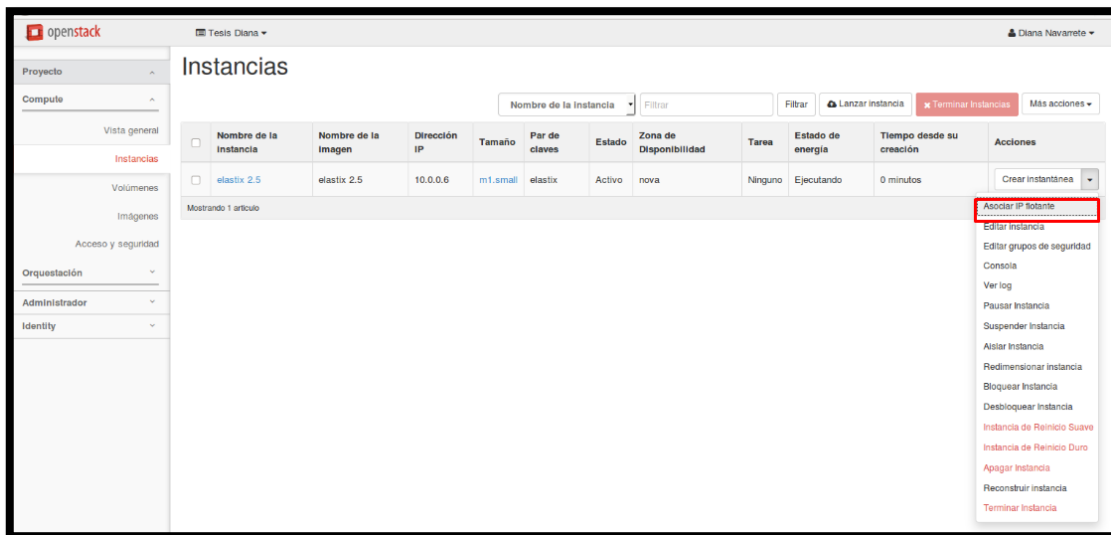 openstack
Tesis Diana
Diana Navarrete
Proyecto
Compute
Vista general
Instancias
Volúmenes
Imágenes
Acceso y seguridad
Orquestación
Administrador
Identity
Instancias
Nombre de la instancia
Filtrar
Filtrar
Lanzar instancia
Terminar Instancias
Más acciones
Nombre de la instancia
Nombre de la imagen
Dirección IP
Tamaño
Par de claves
Estado
Zona de Disponibilidad
Tarea
Estado de energía
Tiempo desde su creación
Acciones
elastix 2.5
elastix 2.5
10.0.0.6
m1.small
elastix
Activo
nova
Ninguno
Ejecutando
0 minutos
Crear instantánea
Mostrando 1 artículo
Asociar IP flotante
Editar instancia
Editar grupos de seguridad
Consola
Ver log
Pausar Instancia
Suspender Instancia
Aislar Instancia
Redimensionar instancia
Bloquear Instancia
Desbloquear Instancia
Instancia de Reinicio Suave
Instancia de Reinicio Duro
Apagar Instancia
Reconstruir instancia
Terminar Instancia